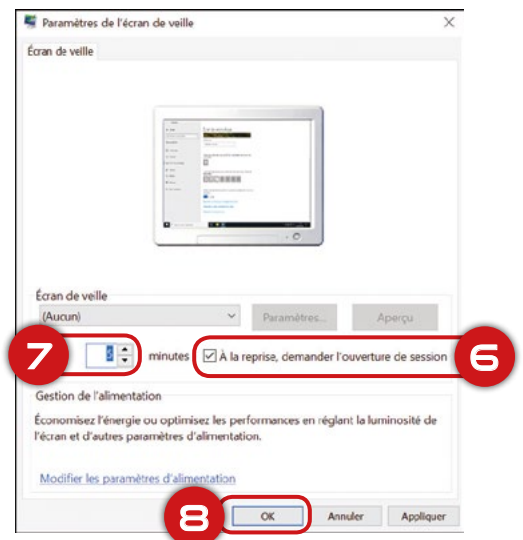 Paramètres de l'écran de veille
Écran de veille
Écran de veille
(Aucun)
Paramètres...
Aperçu
7
5
minutes
À la reprise, demander l'ouverture de session
6
Gestion de l'alimentation
Économisez l'énergie ou optimisez les performances en réglant la luminosité de
l'écran et d'autres paramètres d'alimentation.
Modifier les paramètres d'alimentation
8
OK
Annuler
Appliquer